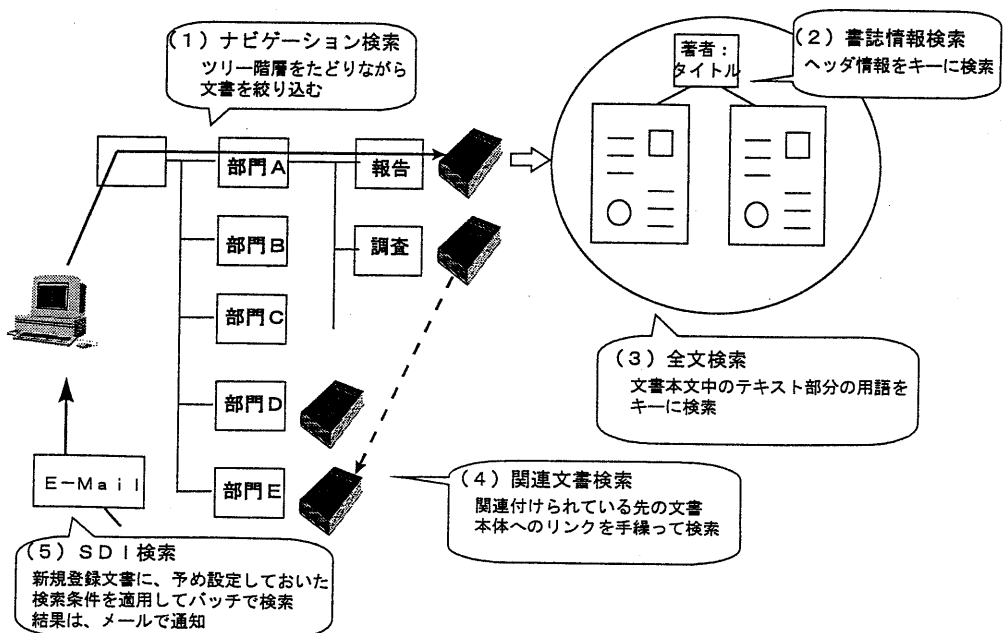 (1)ナビゲーション検索
ツリー階層をたどりながら
文書を絞り込む
著者:
タイトル
(2)書誌情報検索
ヘッダ情報をキーに検索
部門A
報告
部門B
調査
部門C
(3)全文検索
文書本文中のテキスト部分の用語を
キーに検索
部門D
部門E
(4)関連文書検索
関連付けられている先の文書
本体へのリンクを手繰って検索
E-Mail
(5)SDI検索
新規登録文書に、予め設定しておいた
検索条件を適用してバッチで検索
結果は、メールで通知